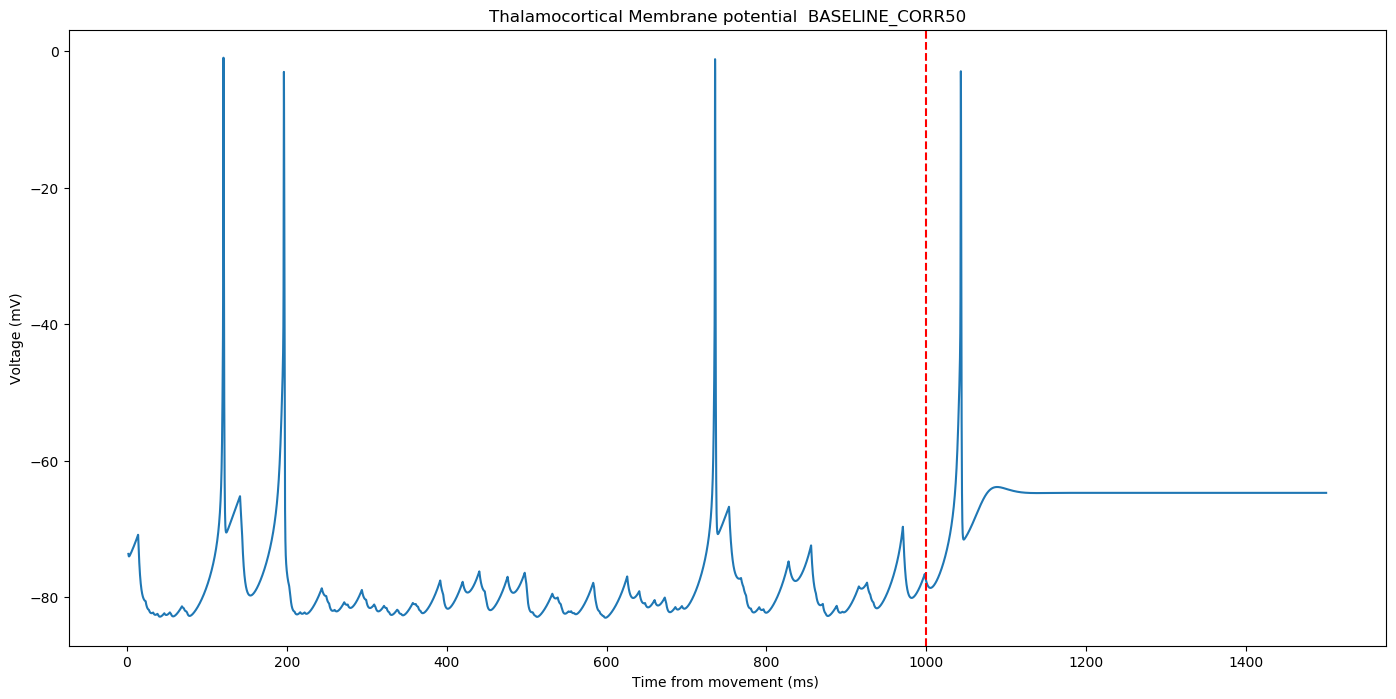 Thalamocortical Membrane potential  BASELINE_CORR50
Voltage (mV)
0
−20
−40
−60
−80
0 200 400 600 800 1000 1200 1400
Time from movement (ms)